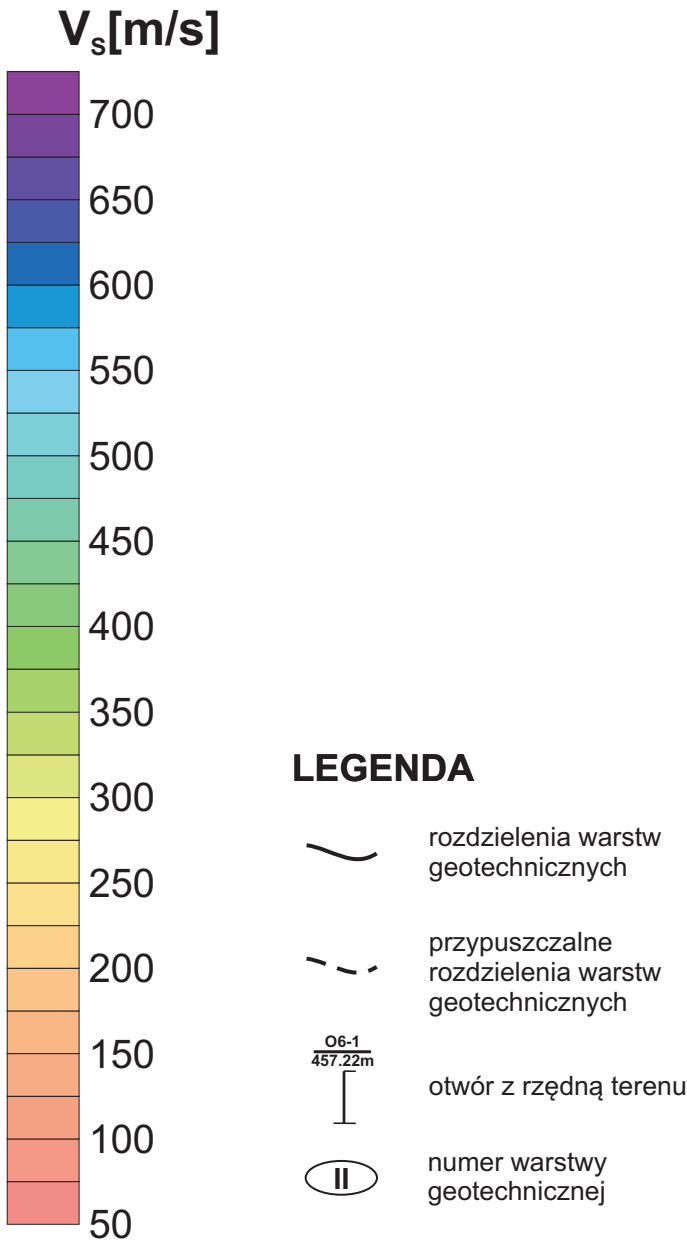 Vs[m/s]
700
650
600
550
500
450
400
350
300
250
200
150
100
50
LEGENDA
rozdzielenia warstw
geotechnicznych
przypuszczalne
rozdzielenia warstw
geotechnicznych
O6-1
457.22m
otwór z rzędną terenu
II
numer warstwy
geotechnicznej